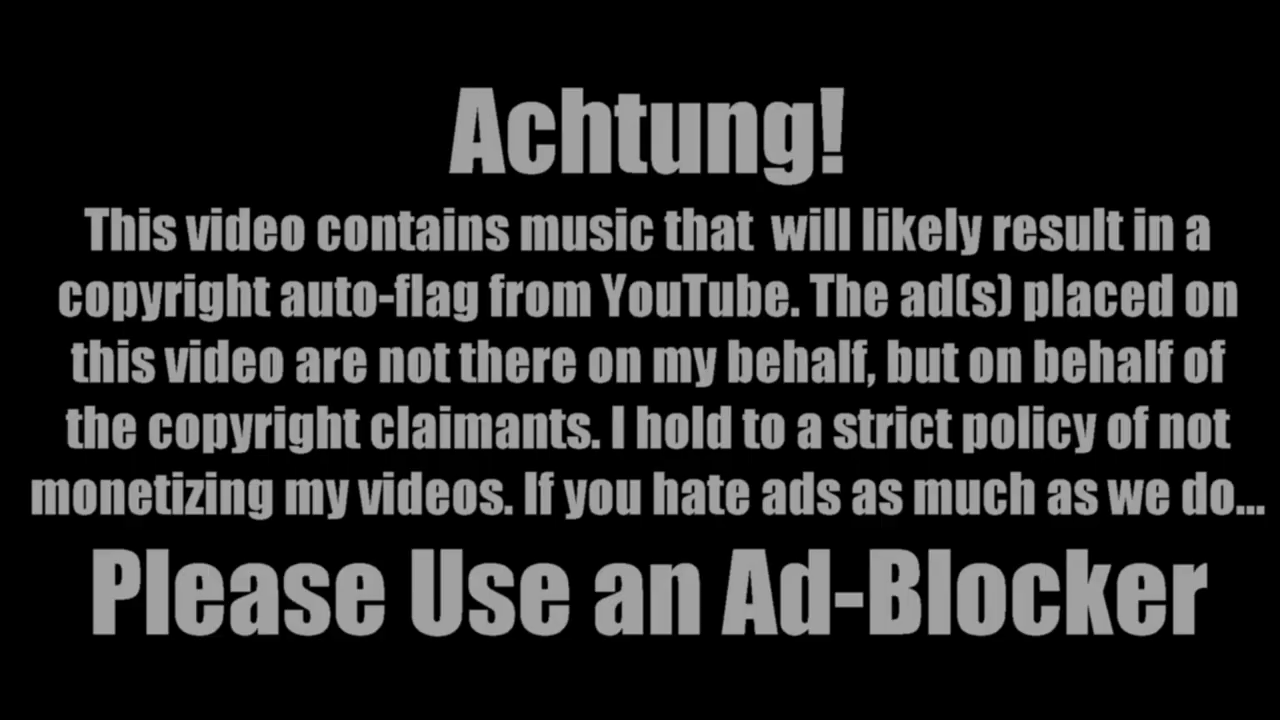 Achtung!
This video contains music that  will likely result in a
copyright auto-flag from YouTube. The ad(s) placed on
this video are not there on my behalf, but on behalf of
the copyright claimants. I hold to a strict policy of not
monetizing my videos. If you hate ads as much as we do...
Please Use an Ad-Blocker